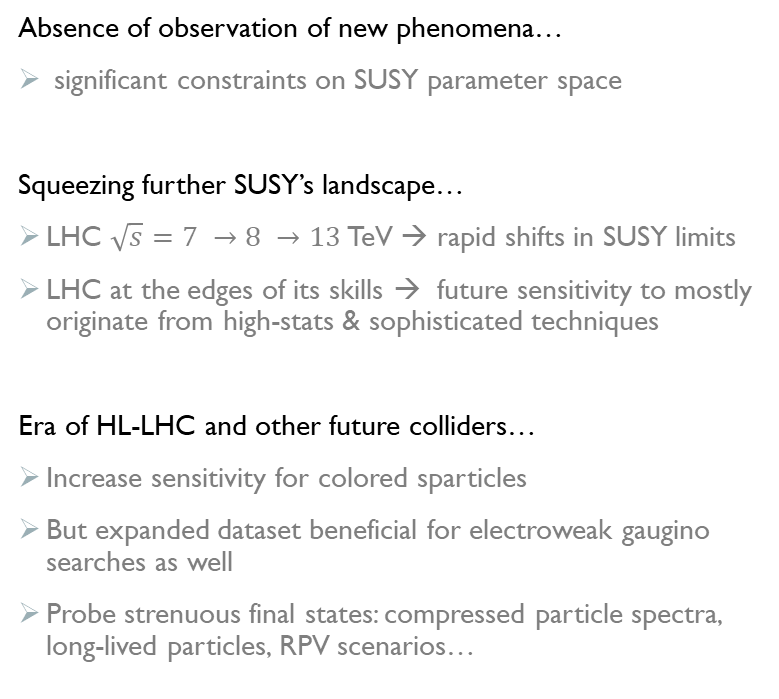 Absence of observation of new phenomena…
➢ significant constraints on SUSY parameter space
Squeezing further SUSY's landscape…
➢ LHC √s = 7 → 8 → 13 TeV → rapid shifts in SUSY limits
➢ LHC at the edges of its skills → future sensitivity to mostly
originate from high-stats & sophisticated techniques
Era of HL-LHC and other future colliders…
➢ Increase sensitivity for colored sparticles
➢ But expanded dataset beneficial for electroweak gaugino
searches as well
➢ Probe strenuous final states: compressed particle spectra,
long-lived particles, RPV scenarios…